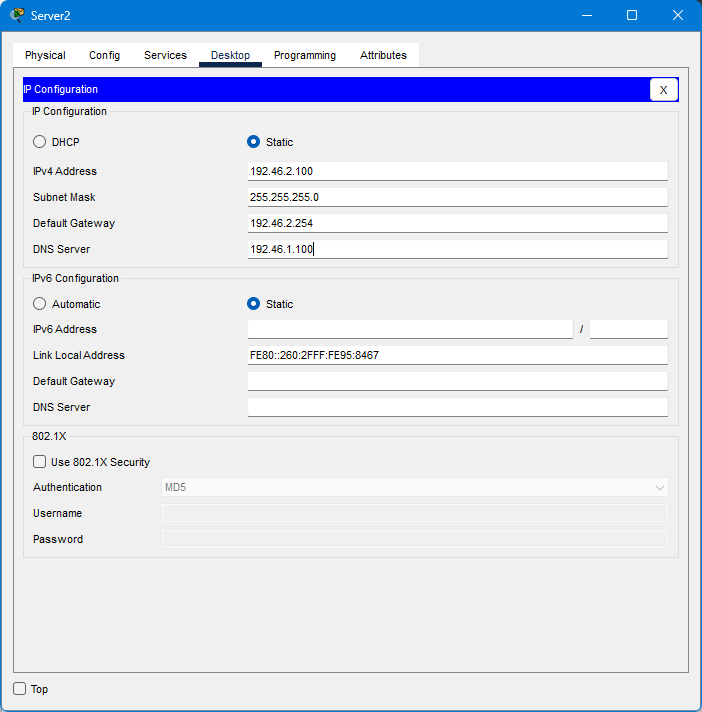 Server2
Physical Config Services Desktop Programming Attributes
IP Configuration X
IP Configuration
DHCP Static
IPv4 Address 192.46.2.100
Subnet Mask 255.255.255.0
Default Gateway 192.46.2.254
DNS Server 192.46.1.100
IPv6 Configuration
Automatic Static
IPv6 Address /
Link Local Address FE80::260:2FFF:FE95:8467
Default Gateway
DNS Server
802.1X
Use 802.1X Security
Authentication MD5
Username
Password
Top